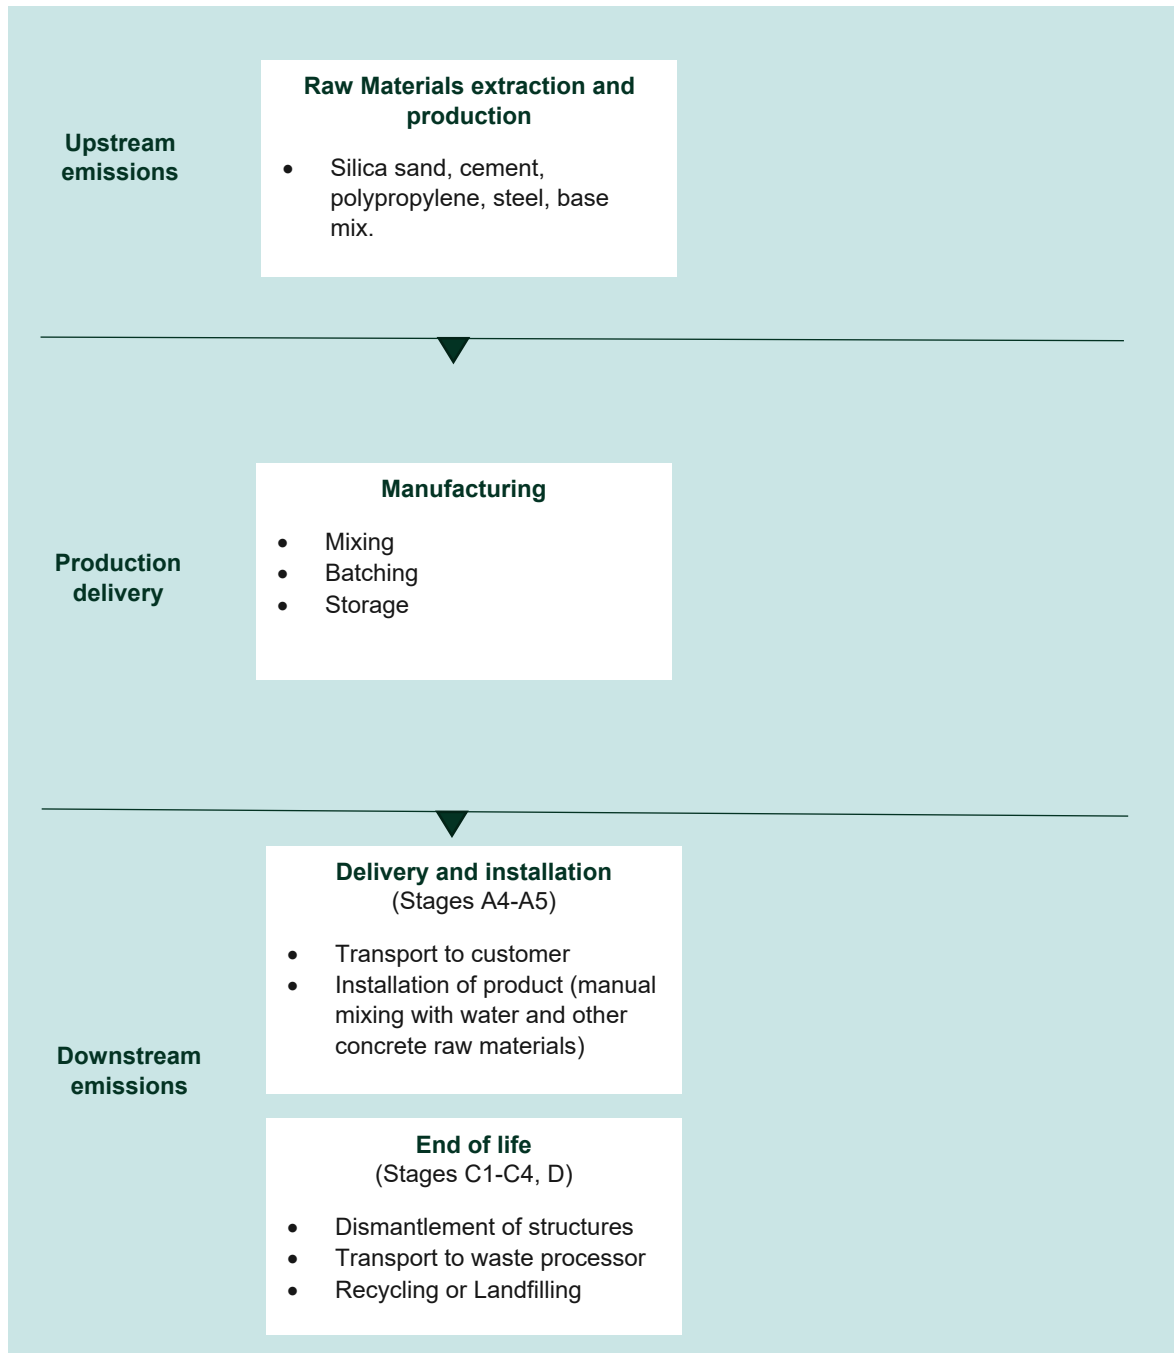 Upstream
emissions
Raw Materials extraction and
production
• Silica sand, cement,
polypropylene, steel, base
mix.
Production
delivery
Manufacturing
• Mixing
• Batching
• Storage
Downstream
emissions
Delivery and installation
(Stages A4-A5)
• Transport to customer
• Installation of product (manual
mixing with water and other
concrete raw materials)
End of life
(Stages C1-C4, D)
• Dismantlement of structures
• Transport to waste processor
• Recycling or Landfilling